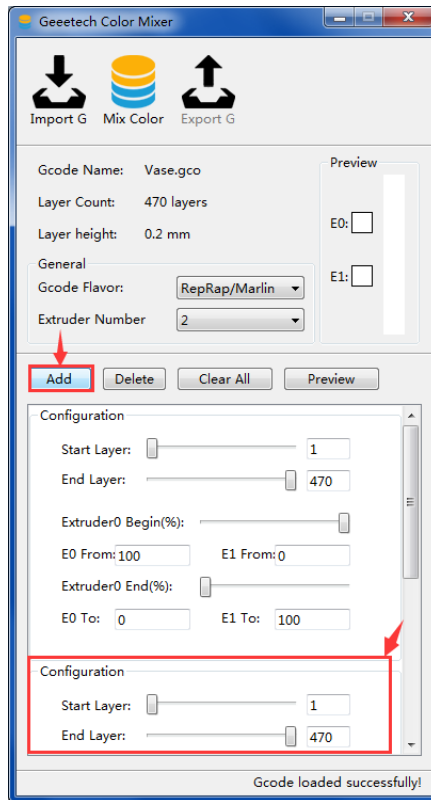 Geeetech Color Mixer
Import G Mix Color Export G
Gcode Name: Vase.gco
Layer Count: 470 layers
Layer height: 0.2 mm
Preview
E0:
E1:
General
Gcode Flavor: RepRap/Marlin
Extruder Number 2
Add Delete Clear All Preview
Configuration
Start Layer: 1
End Layer: 470
Extruder0 Begin(%):
E0 From: 100 E1 From: 0
Extruder0 End(%):
E0 To: 0 E1 To: 100
Configuration
Start Layer: 1
End Layer: 470
Gcode loaded successfully!